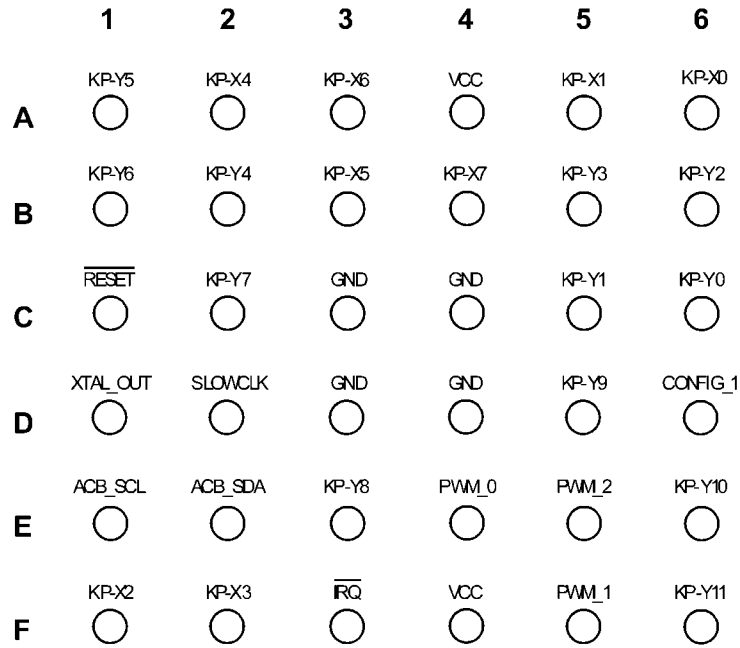 1 2 3 4 5 6
KP-Y5 KP-X4 KP-X6 VCC KP-X1 KP-X0
A
KP-Y6 KP-Y4 KP-X5 KP-X7 KP-Y3 KP-Y2
B
RESET KP-Y7 GND GND KP-Y1 KP-Y0
C
XTAL_OUT SLOWCLK GND GND KP-Y9 CONFIG_1
D
ACB_SCL ACB_SDA KP-Y8 PWM_0 PWM_2 KP-Y10
E
KP-X2 KP-X3 IRQ VCC PWM_1 KP-Y11
F